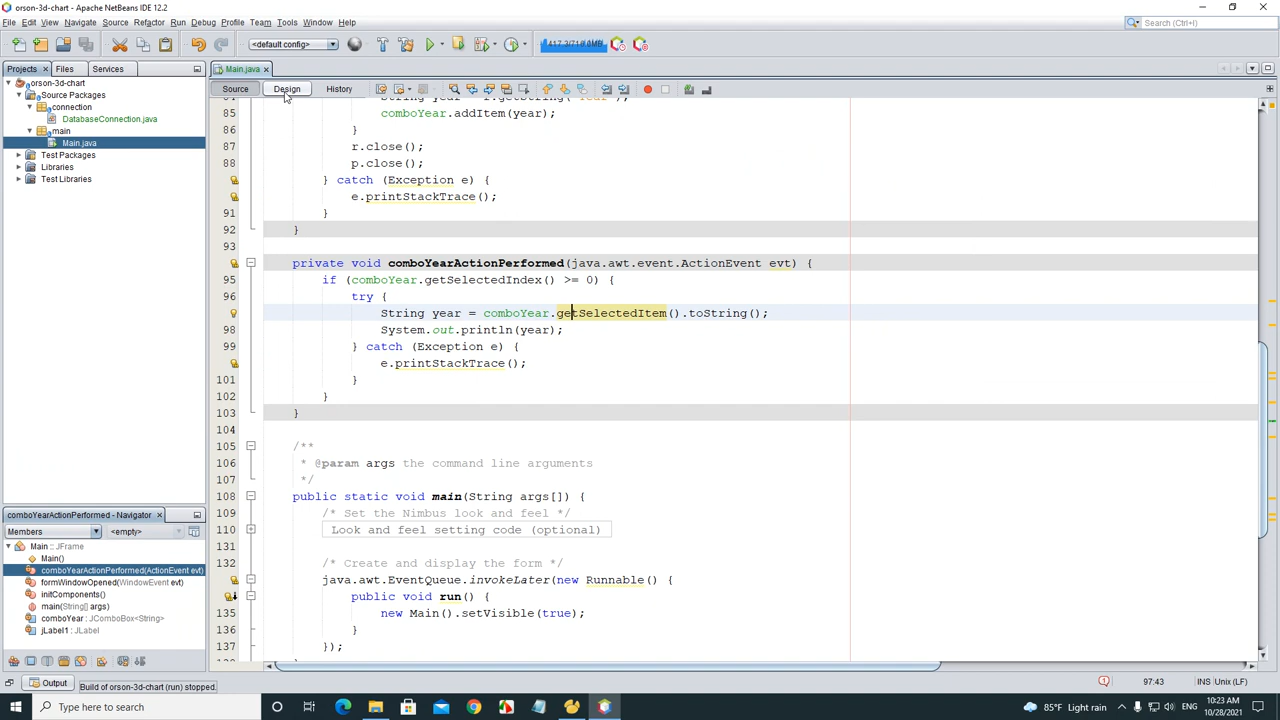 orson-3d-chart - Apache NetBeans IDE 12.2
File Edit View Navigate Source Refactor Run Debug Profile Team Tools Window Help
Search (Ctrl+I)
<default config>
417.3/719.0MB
Projects Files Services
Main.java
orson-3d-chart
Source Packages
connection
DatabaseConnection.java
main
Main.java
Test Packages
Libraries
Test Libraries
Source Design History
85 comboYear.addItem(year);
86 }
87 r.close();
88 p.close();
} catch (Exception e) {
e.printStackTrace();
91 }
92 }
93
private void comboYearActionPerformed(java.awt.event.ActionEvent evt) {
95 if (comboYear.getSelectedIndex() >= 0) {
96 try {
String year = comboYear.getSelectedItem().toString();
98 System.out.println(year);
} catch (Exception e) {
e.printStackTrace();
101 }
102 }
103 }
104
105 /**
106 * @param args the command line arguments
107 */
108 public static void main(String args[]) {
109 /* Set the Nimbus look and feel */
110 Look and feel setting code (optional)
131
132 /* Create and display the form */
java.awt.EventQueue.invokeLater(new Runnable() {
public void run() {
135 new Main().setVisible(true);
136 }
137 });
comboYearActionPerformed - Navigator
Members <empty>
Main :: JFrame
Main()
comboYearActionPerformed(ActionEvent evt)
formWindowOpened(WindowEvent evt)
initComponents()
main(String[] args)
comboYear : JComboBox<String>
jLabel1 : JLabel
Output
Build of orson-3d-chart (run) stopped.
97:43 INS Unix (LF)
Type here to search
85°F Light rain
ENG
10:23 AM
10/28/2021